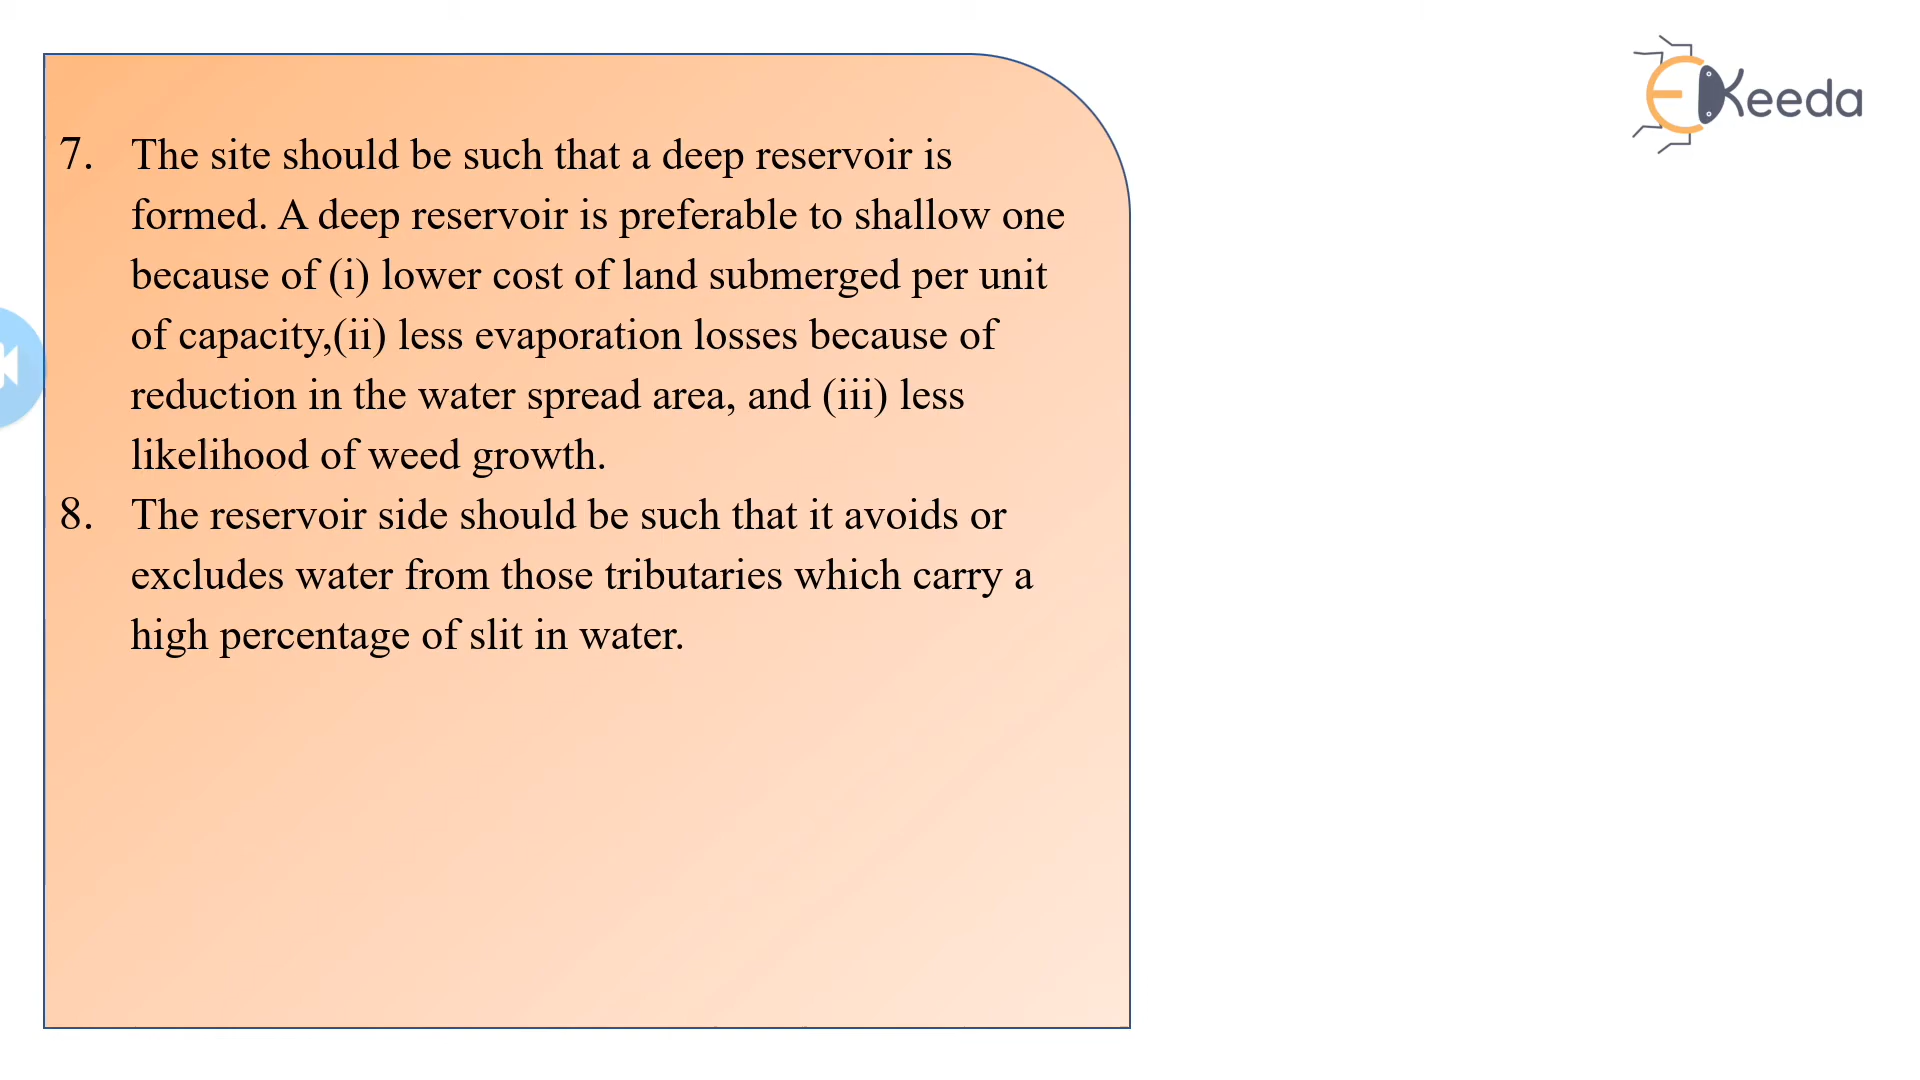 EKeeda
7. The site should be such that a deep reservoir is
formed. A deep reservoir is preferable to shallow one
because of (i) lower cost of land submerged per unit
of capacity,(ii) less evaporation losses because of
reduction in the water spread area, and (iii) less
likelihood of weed growth.
8. The reservoir side should be such that it avoids or
excludes water from those tributaries which carry a
high percentage of slit in water.